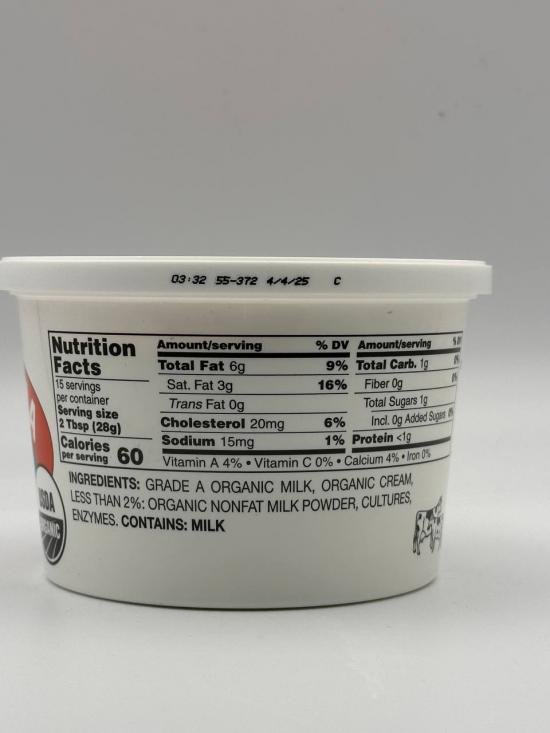 03:32 55-372 4/4/25 C
Nutrition
Facts
15 servings
per container
Serving size
2 Tbsp (28g)
Calories
per serving 60
Amount/serving % DV
Total Fat 6g 9%
Sat. Fat 3g 16%
Trans Fat 0g
Cholesterol 20mg 6%
Sodium 15mg 1%
Amount/serving
Total Carb. 1g
Fiber 0g
Total Sugars 1g
Incl. 0g Added Sugars
Protein <1g
Vitamin A 4% • Vitamin C 0% • Calcium 4% • Iron 0%
INGREDIENTS: GRADE A ORGANIC MILK, ORGANIC CREAM,
LESS THAN 2%: ORGANIC NONFAT MILK POWDER, CULTURES,
ENZYMES. CONTAINS: MILK